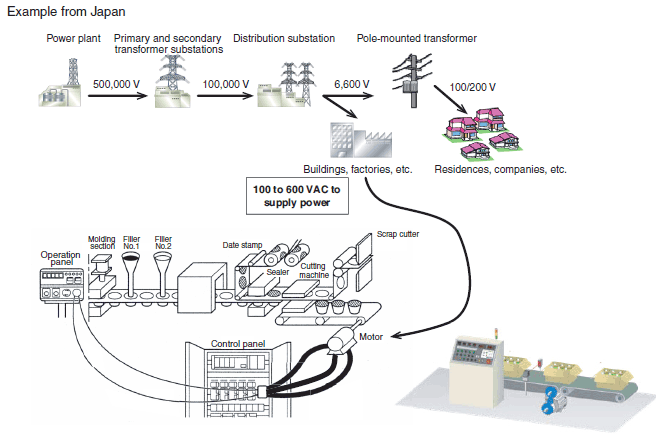 Example from Japan
Power plant
Primary and secondary
transformer substations
Distribution substation
Pole-mounted transformer
500,000 V
100,000 V
6,600 V
100/200 V
Buildings, factories, etc.
Residences, companies, etc.
100 to 600 VAC to
supply power
Operation
panel
Molding
section
Filler
No.1
Filler
No.2
Date stamp
Sealer
Cutting
machine
Scrap cutter
Motor
Control panel